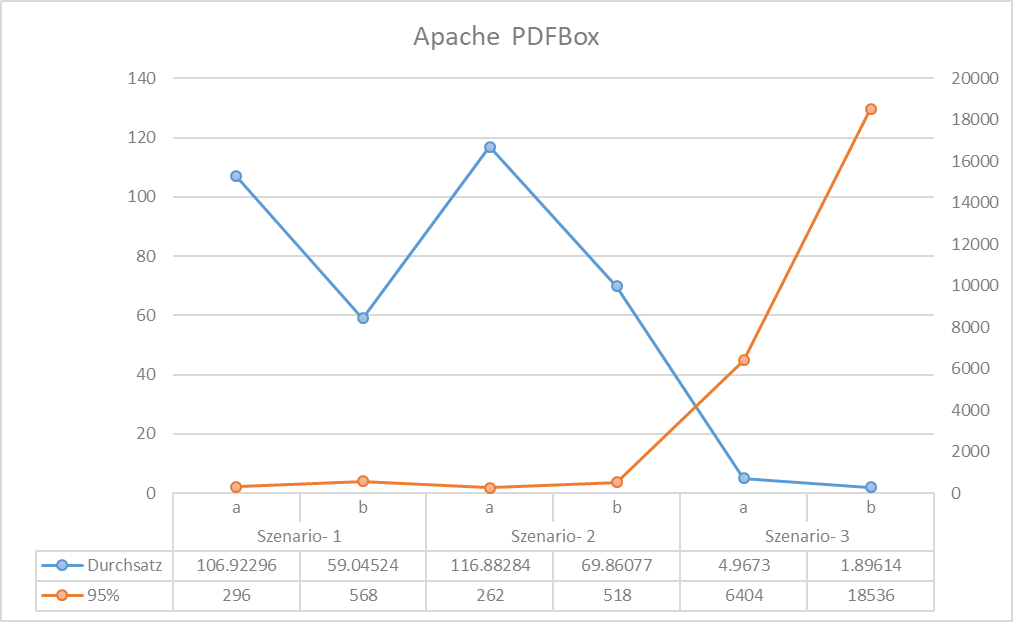 Apache PDFBox
140 20000
120 18000
100 16000
80 14000
60 12000
40 10000
20 8000
0 6000
4000
2000
0
a b a b a b
Szenario- 1 Szenario- 2 Szenario- 3
Durchsatz 106.92296 59.04524 116.88284 69.86077 4.9673 1.89614
95% 296 568 262 518 6404 18536